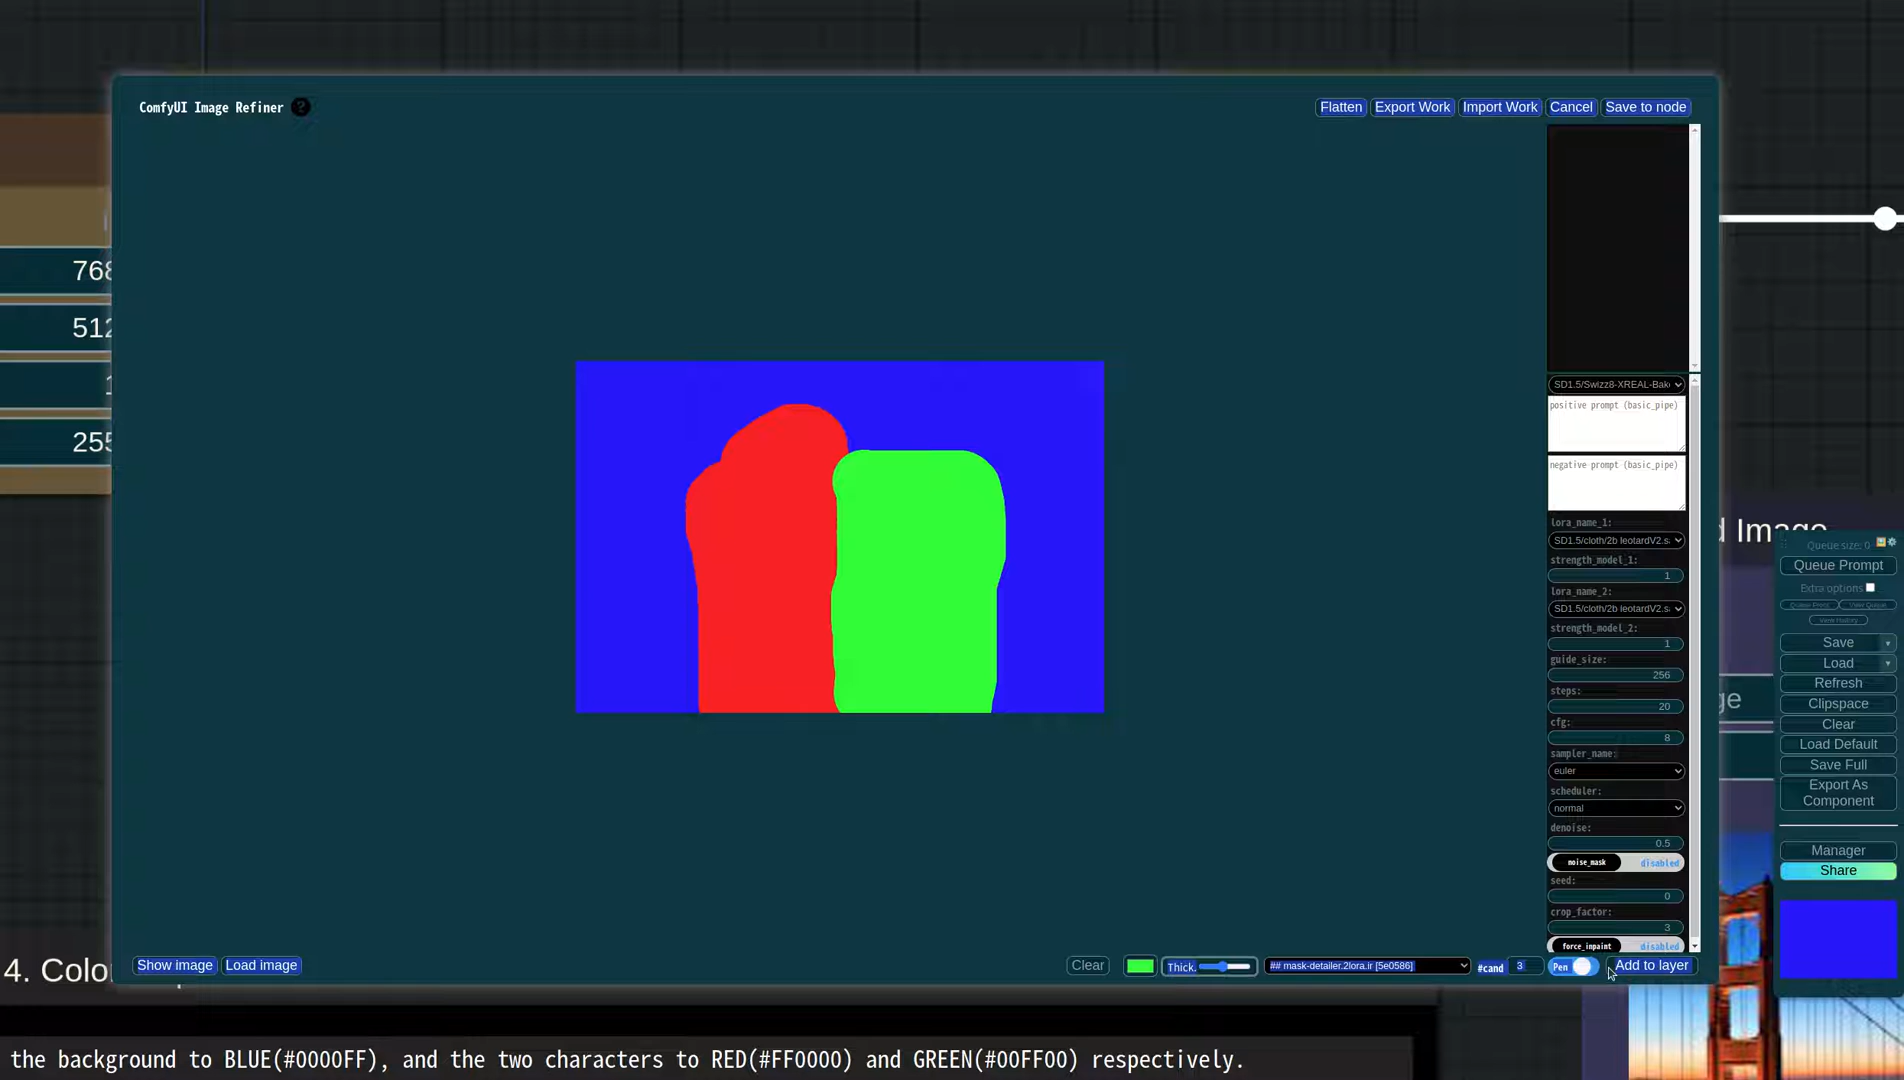 ComfyUI Image Refiner ?
Flatten Export Work Import Work Cancel Save to node
768
512
1
255
SD1.5/Swizz8-XREAL-Bak
positive prompt (basic_pipe)
negative prompt (basic_pipe)
lora_name_1:
SD1.5/cloth/2b leotardV2.s
strength_model_1:
1
lora_name_2:
SD1.5/cloth/2b leotardV2.s
strength_model_2:
1
guide_size:
256
steps:
20
cfg:
8
sampler_name:
euler
scheduler:
normal
denoise:
0.5
noise_mask disabled
seed:
0
crop_factor:
3
force_inpaint disabled
d Image
ge
Queue size: 0
Queue Prompt
Extra options
View History
Save
Load
Refresh
Clipspace
Clear
Load Default
Save Full
Export As
Component
Manager
Share
Show image Load image
Clear Thick. ## mask-detailer.2lora.ir [5e0586] #cand 3 Pen Add to layer
4. Colo
the background to BLUE(#0000FF), and the two characters to RED(#FF0000) and GREEN(#00FF00) respectively.